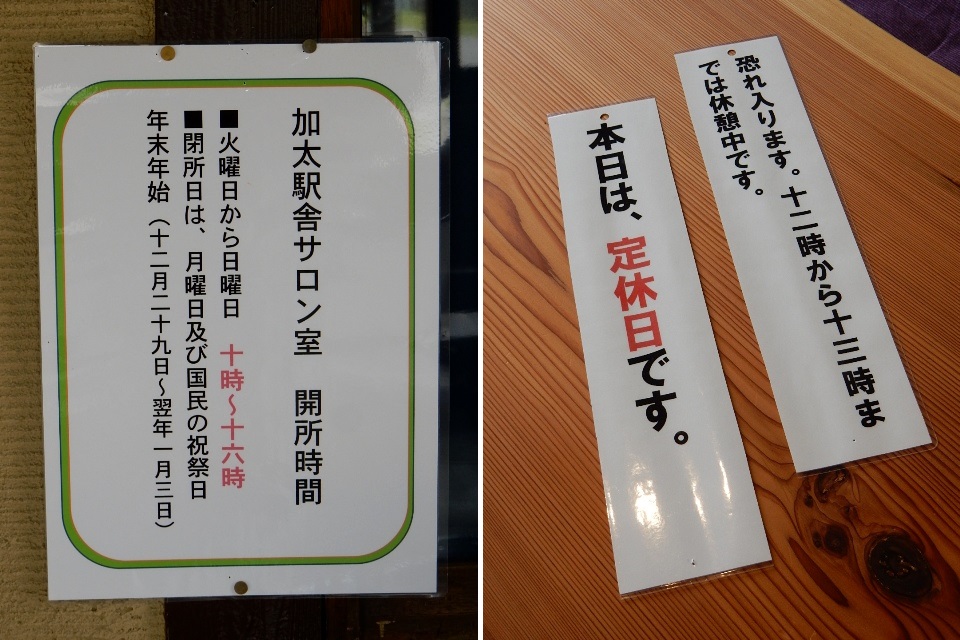 加太駅舎サロン室 開所時間
■火曜日から日曜日 十時～十六時
■閉所日は、月曜日及び国民の祝祭日
年末年始（十二月二十九日～翌年一月三日）
恐れ入ります。十二時から十三時ま
では休憩中です。
本日は、定休日です。